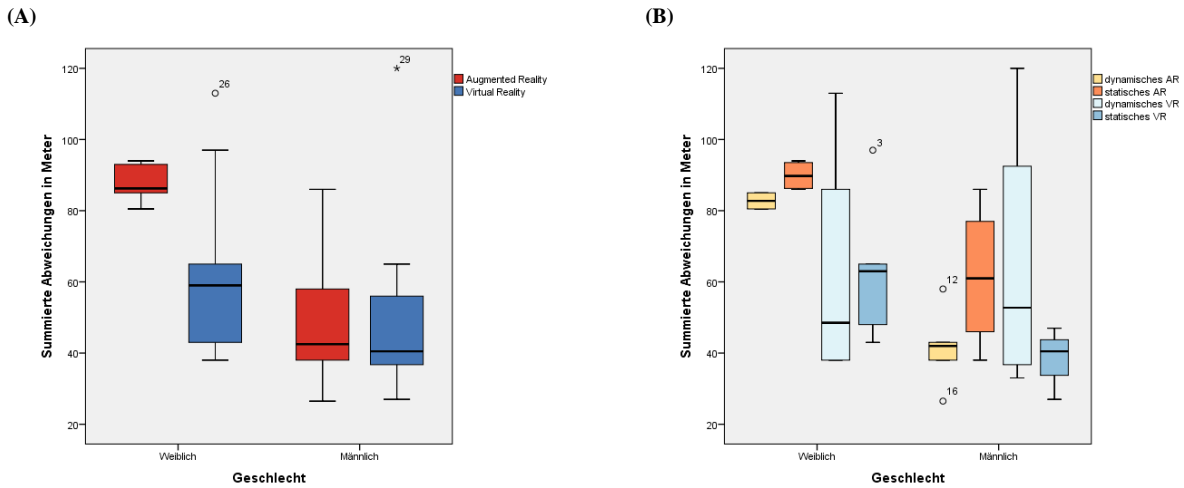 (A)
120
100
80
60
40
20
Summierte Abweichungen in Meter
26
29
Augmented Reality
Virtual Reality
Weiblich
Männlich
Geschlecht
(B)
120
100
80
60
40
20
Summierte Abweichungen in Meter
3
12
16
dynamisches AR
statisches AR
dynamisches VR
statisches VR
Weiblich
Männlich
Geschlecht